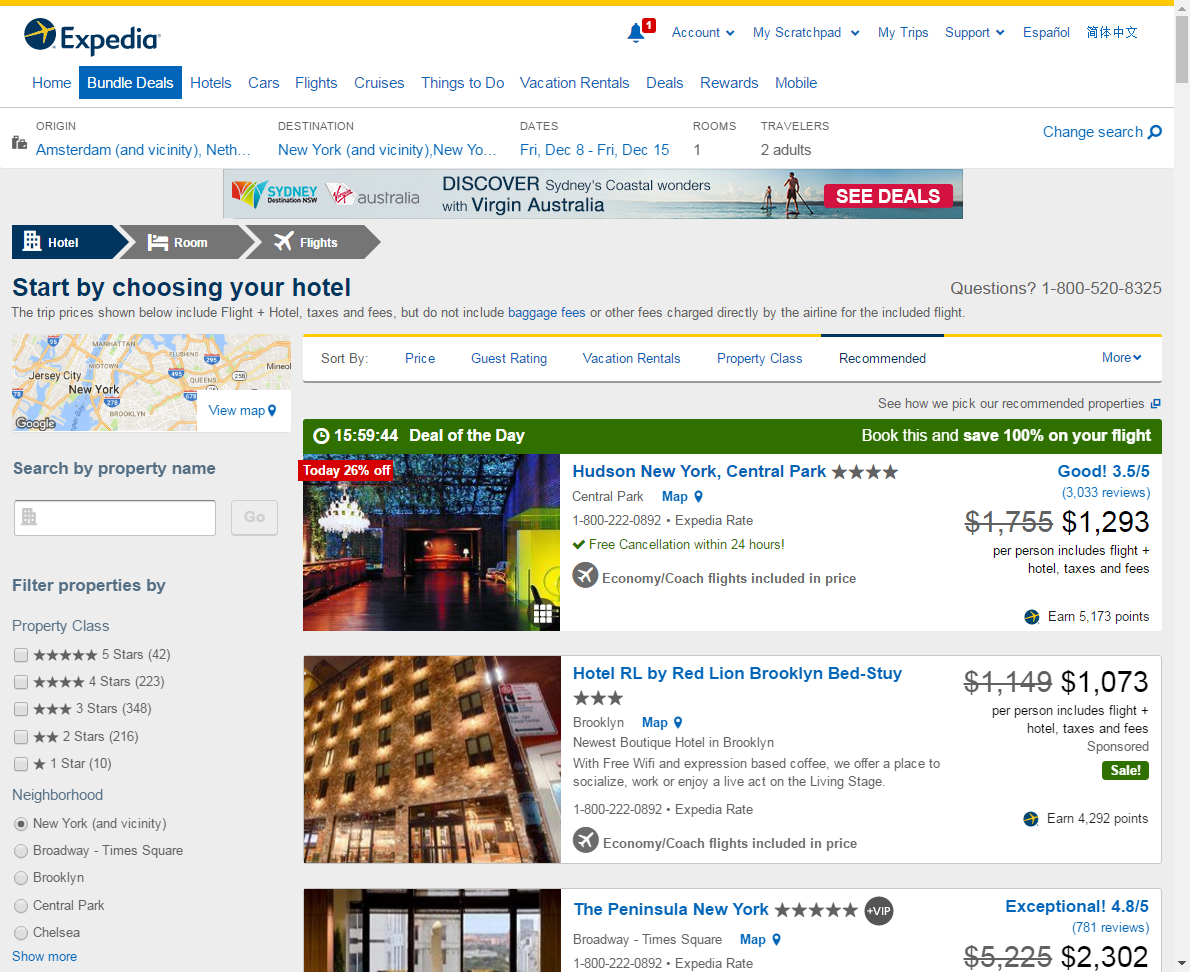 Expedia
1
Account
My Scratchpad
My Trips
Support
Español
简体中文
Home
Bundle Deals
Hotels
Cars
Flights
Cruises
Things to Do
Vacation Rentals
Deals
Rewards
Mobile
ORIGIN
Amsterdam (and vicinity), Neth...
DESTINATION
New York (and vicinity),New Yo...
DATES
Fri, Dec 8 - Fri, Dec 15
ROOMS
1
TRAVELERS
2 adults
Change search
SYDNEY
Destination NSW
Virgin australia
DISCOVER Sydney's Coastal wonders
with Virgin Australia
SEE DEALS
Hotel
Room
Flights
Start by choosing your hotel
Questions? 1-800-520-8325
The trip prices shown below include Flight + Hotel, taxes and fees, but do not include baggage fees or other fees charged directly by the airline for the included flight.
MANHATTAN
MIDTOWN
FLUSHING
95
295
495
25B
678
278
78
Mineol
Jersey City
New York
QUEENS
BROOKLYN
Google
View map
Sort By:
Price
Guest Rating
Vacation Rentals
Property Class
Recommended
More
See how we pick our recommended properties
Search by property name
Go
Filter properties by
Property Class
5 Stars (42)
4 Stars (223)
3 Stars (348)
2 Stars (216)
1 Star (10)
Neighborhood
New York (and vicinity)
Broadway - Times Square
Brooklyn
Central Park
Chelsea
Show more
15:59:44 Deal of the Day
Book this and save 100% on your flight
Today 26% off
Hudson New York, Central Park
Central Park
Map
1-800-222-0892 • Expedia Rate
Free Cancellation within 24 hours!
Economy/Coach flights included in price
Good! 3.5/5
(3,033 reviews)
$1,755 $1,293
per person includes flight +
hotel, taxes and fees
Earn 5,173 points
Hotel RL by Red Lion Brooklyn Bed-Stuy
Brooklyn
Map
Newest Boutique Hotel in Brooklyn
With Free Wifi and expression based coffee, we offer a place to
socialize, work or enjoy a live act on the Living Stage.
1-800-222-0892 • Expedia Rate
Economy/Coach flights included in price
$1,149 $1,073
per person includes flight +
hotel, taxes and fees
Sponsored
Sale!
Earn 4,292 points
The Peninsula New York
+VIP
Broadway - Times Square
Map
1-800-222-0892 • Expedia Rate
Exceptional! 4.8/5
(781 reviews)
$5,225 $2,302